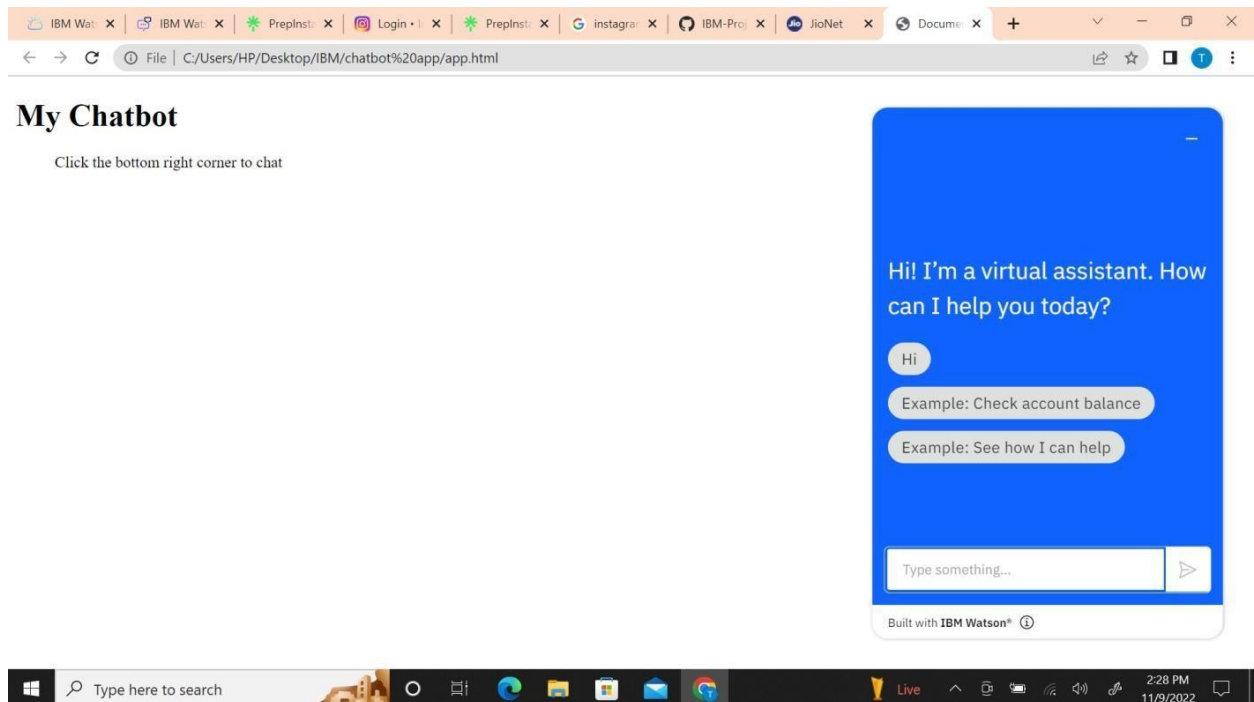 IBM Wat
IBM Wat
PrepInsta
Login • I
PrepInsta
instagra
IBM-Proj
Jio
JioNet
Docume
File | C:/Users/HP/Desktop/IBM/chatbot%20app/app.html
T
My Chatbot
Click the bottom right corner to chat
Hi! I’m a virtual assistant. How
can I help you today?
Hi
Example: Check account balance
Example: See how I can help
Type something...
Built with IBM Watson®
Type here to search
Live
2:28 PM
11/9/2022